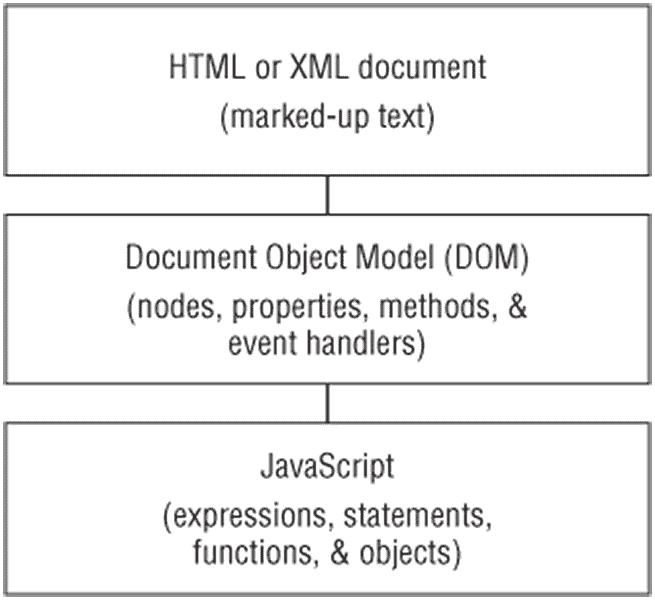 HTML or XML document
(marked-up text)
Document Object Model (DOM)
(nodes, properties, methods, &
event handlers)
JavaScript
(expressions, statements,
functions, & objects)